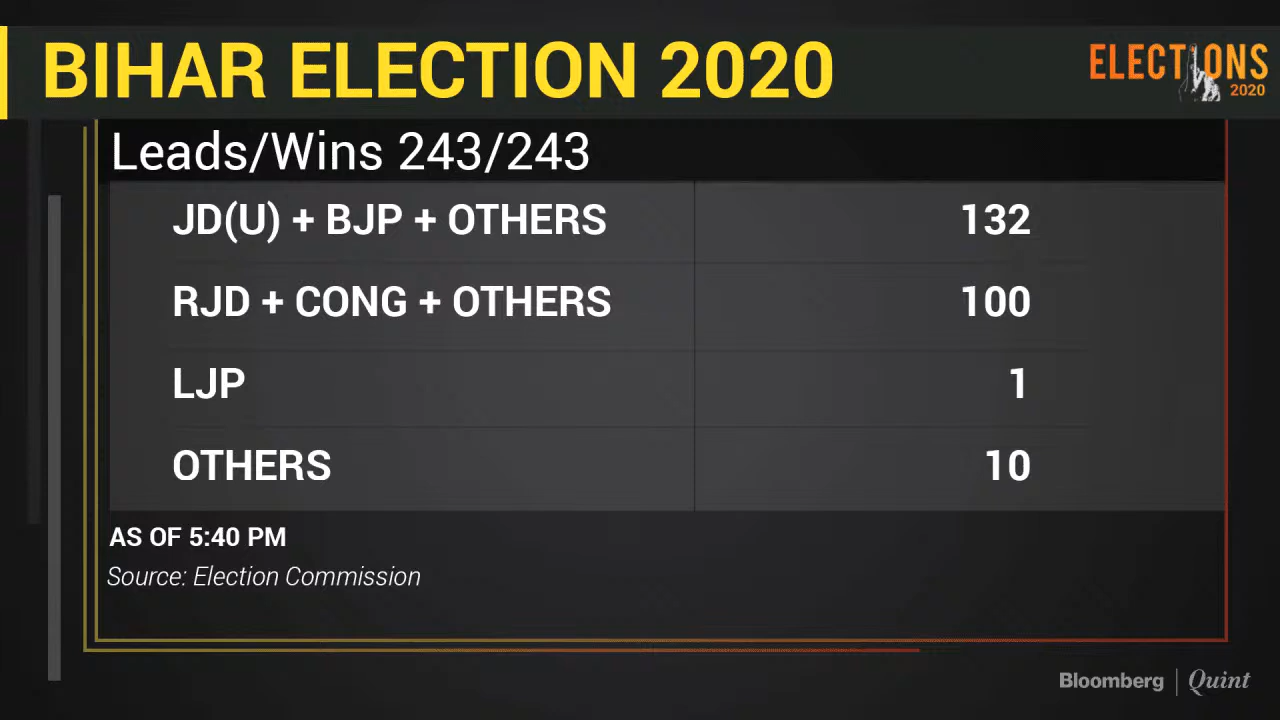 BIHAR ELECTION 2020
ELECTIONS
2020
Leads/Wins 243/243
JD(U) + BJP + OTHERS 132
RJD + CONG + OTHERS 100
LJP 1
OTHERS 10
AS OF 5:40 PM
Source: Election Commission
Bloomberg | Quint